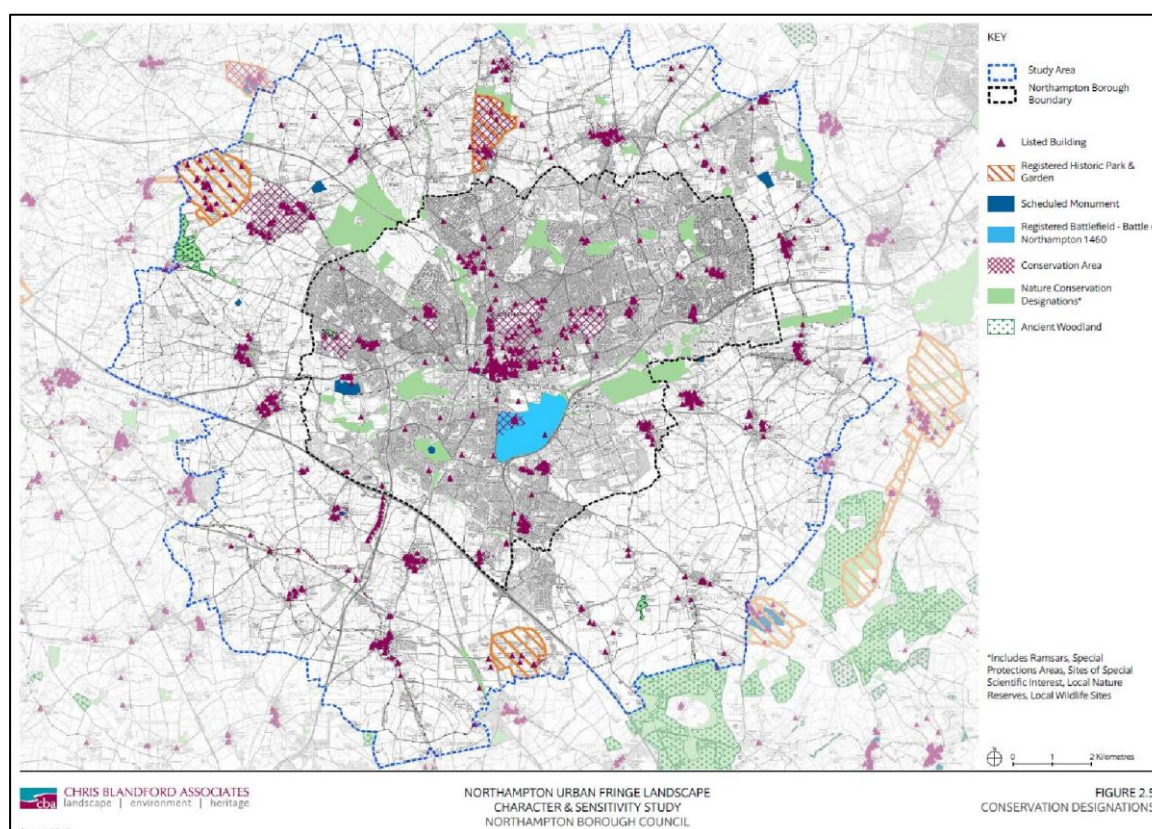 KEY
Study Area
Northampton Borough
Boundary
Listed Building
Registered Historic Park &
Garden
Scheduled Monument
Registered Battlefield - Battle
Northampton 1460
Conservation Area
Nature Conservation
Designations*
Ancient Woodland
*Includes Ramsars, Special
Protections Areas, Sites of Special
Scientific Interest, Local Nature
Reserves, Local Wildlife Sites
N
0 1 2 Kilometres
cba
CHRIS BLANDFORD ASSOCIATES
landscape | environment | heritage
NORTHAMPTON URBAN FRINGE LANDSCAPE
CHARACTER & SENSITIVITY STUDY
NORTHAMPTON BOROUGH COUNCIL
FIGURE 2.5
CONSERVATION DESIGNATIONS